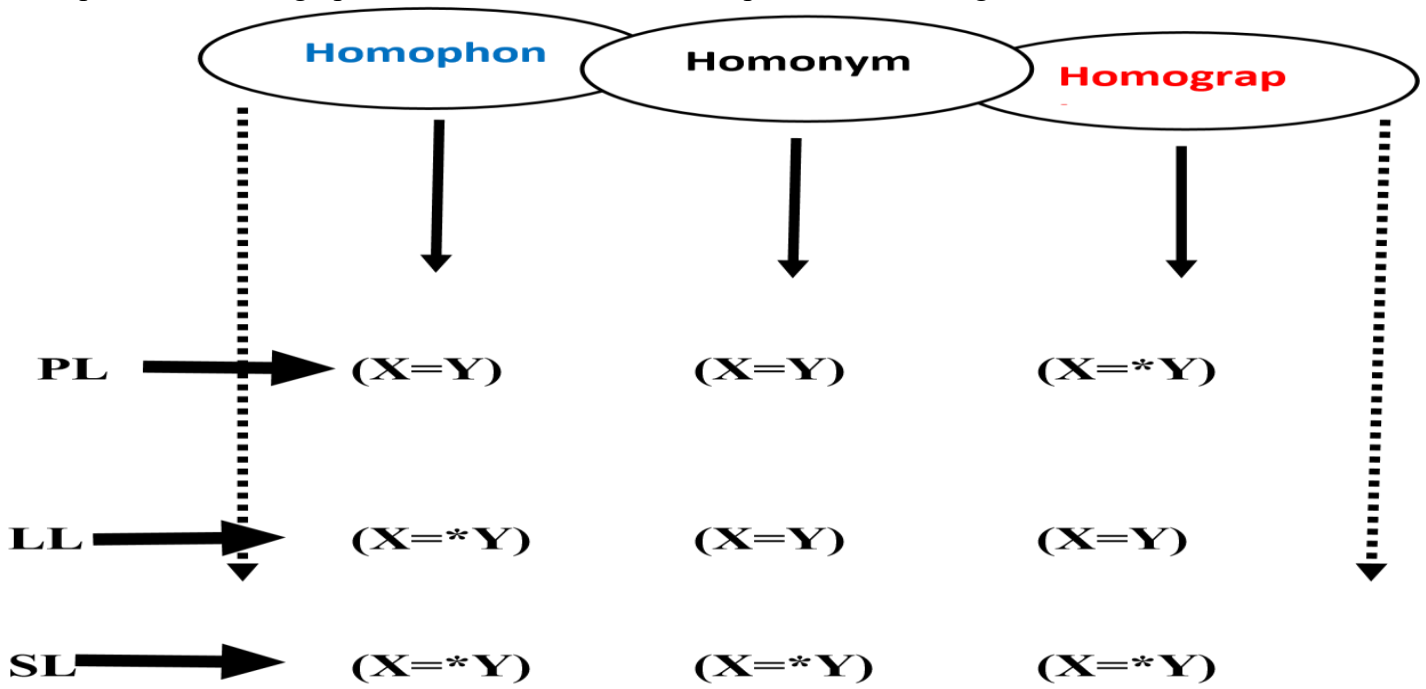 Homophon Homonym Homograp
PL (X=Y) (X=Y) (X=*Y)
LL (X=*Y) (X=Y) (X=Y)
SL (X=*Y) (X=*Y) (X=*Y)